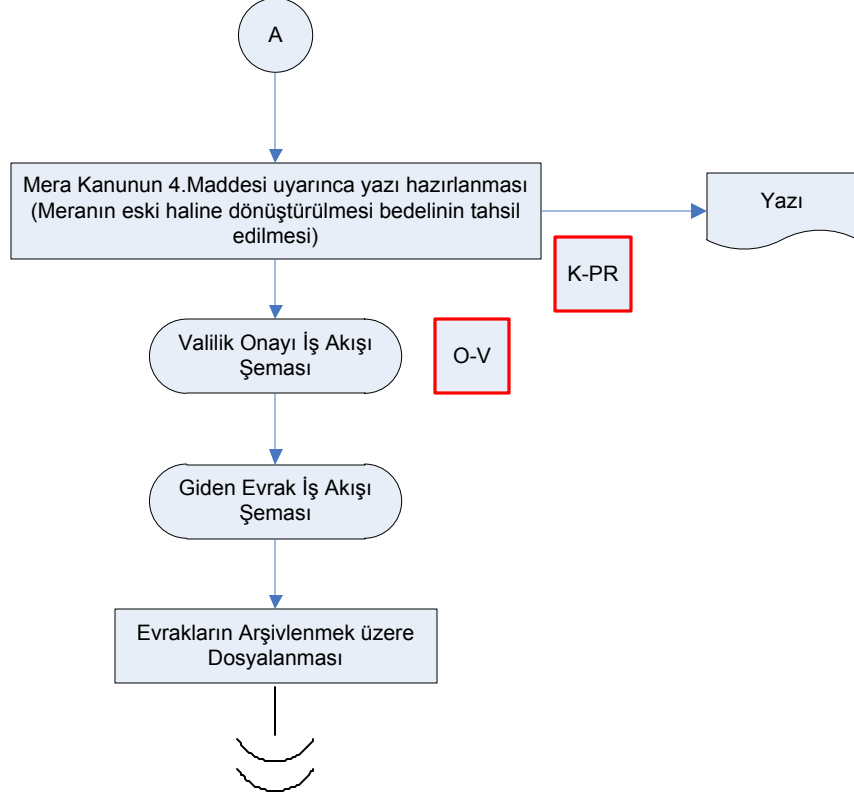 A
Mera Kanunun 4.Maddesi uyarınca yazı hazırlanması
(Meranın eski haline dönüştürülmesi bedelinin tahsil
edilmesi)
Yazı
K-PR
Valilik Onayı İş Akışı
Şeması
O-V
Giden Evrak İş Akışı
Şeması
Evrakların Arşivlenmek üzere
Dosyalanması